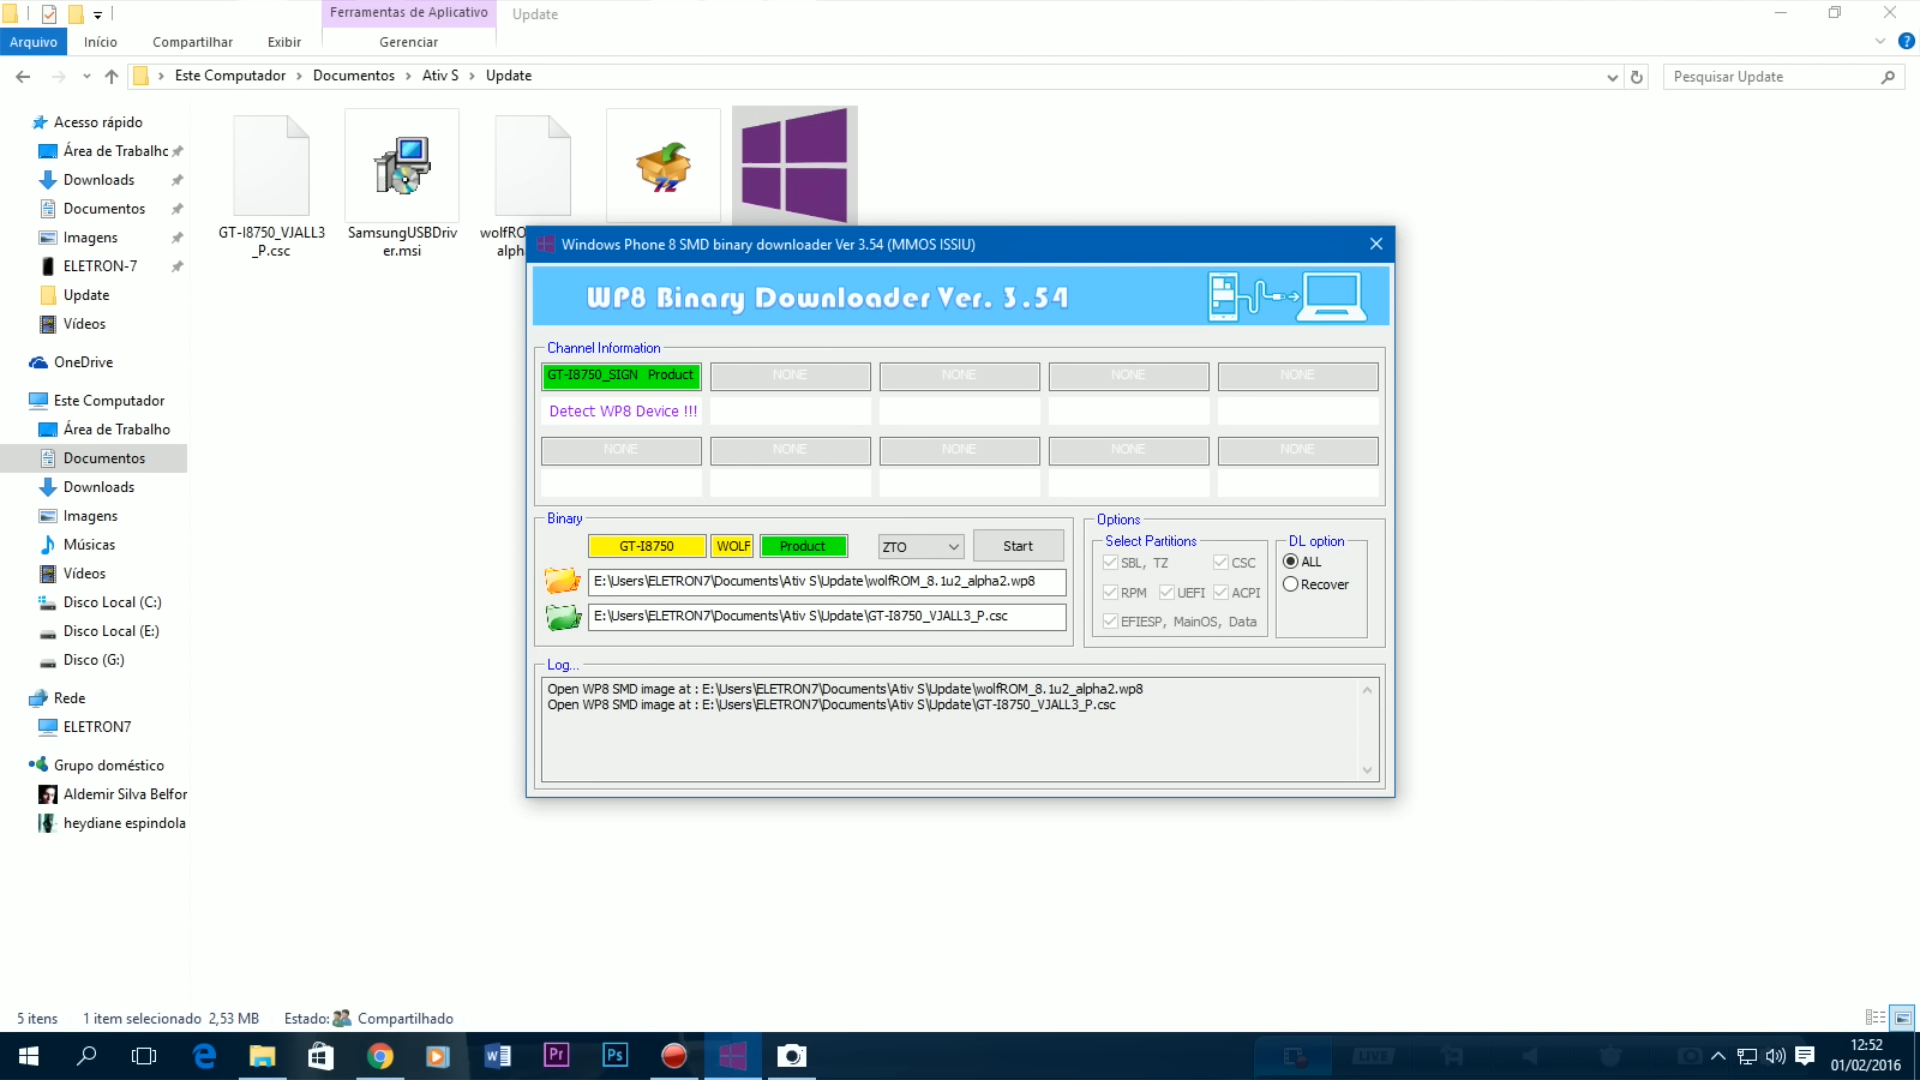 Ferramentas de Aplicativo
Update
Arquivo
Início
Compartilhar
Exibir
Gerenciar
Este Computador
Documentos
Ativ S
Update
Pesquisar Update
Acesso rápido
Área de Trabalho
Downloads
Documentos
Imagens
ELETRON-7
Update
Vídeos
OneDrive
Este Computador
Área de Trabalho
Documentos
Downloads
Imagens
Músicas
Vídeos
Disco Local (C:)
Disco Local (E:)
Disco (G:)
Rede
ELETRON7
Grupo doméstico
Aldemir Silva Belfor
heydiane espindola
GT-I8750_VJALL3
_P.csc
SamsungUSBDriv
er.msi
wolfRO
alph
Windows Phone 8 SMD binary downloader Ver 3.54 (MMOS ISSIU)
WP8 Binary Downloader Ver. 3.54
Channel Information
GT-I8750_SIGN Product
NONE
NONE
NONE
NONE
Detect WP8 Device !!!
NONE
NONE
NONE
NONE
NONE
Binary
GT-I8750
WOLF
Product
ZTO
Start
E:\Users\ELETRON7\Documents\Ativ S\Update\wolfROM_8.1u2_alpha2.wp8
E:\Users\ELETRON7\Documents\Ativ S\Update\GT-I8750_VJALL3_P.csc
Options
Select Partitions
SBL, TZ
CSC
RPM
UEFI
ACPI
EFIESP, MainOS, Data
DL option
ALL
Recover
Log...
Open WP8 SMD image at : E:\Users\ELETRON7\Documents\Ativ S\Update\wolfROM_8.1u2_alpha2.wp8
Open WP8 SMD image at : E:\Users\ELETRON7\Documents\Ativ S\Update\GT-I8750_VJALL3_P.csc
5 itens
1 item selecionado 2,53 MB
Estado:
Compartilhado
Pr
Ps
LIVE
12:52
01/02/2016